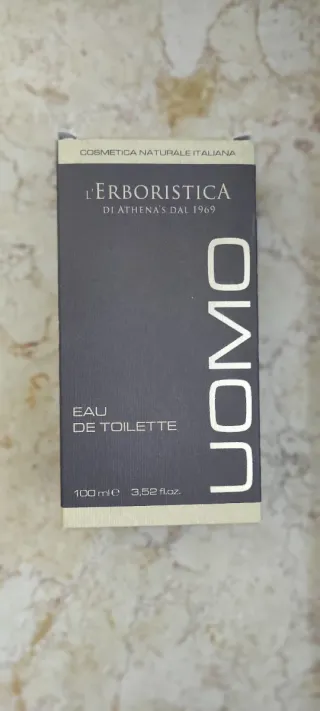 COSMETICA NATURALE ITALIANA
L'ERBORISTICA
DI ATHENA'S DAL 1969
UOMO
EAU
DE TOILETTE
100 ml e 3,52 fl.oz.